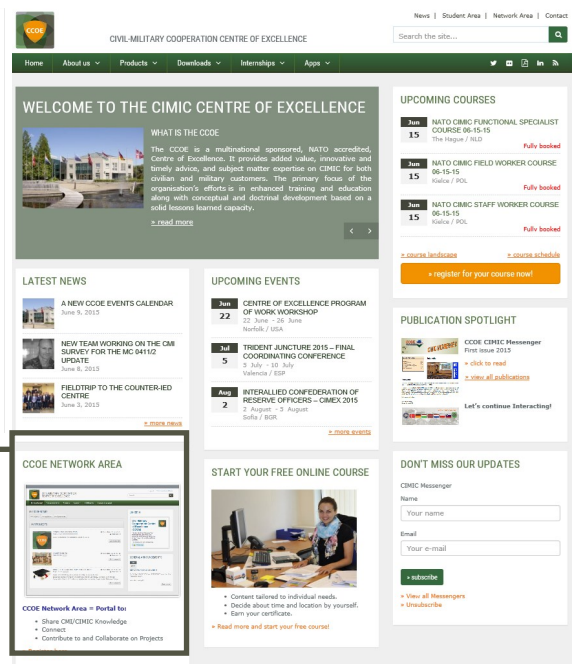 News | Student Area | Network Area | Contact
CCOE
CIVIL-MILITARY COOPERATION CENTRE OF EXCELLENCE
Search the site...
Home About us Products Downloads Internships Apps
WELCOME TO THE CIMIC CENTRE OF EXCELLENCE
WHAT IS THE CCOE
The CCOE is a multinational sponsored, NATO accredited,
Centre of Excellence. It provides added value, innovative and
timely advice, and subject matter expertise on CIMIC for both
civilian and military customers. The primary focus of the
organisation's efforts is in enhanced training and education
along with conceptual and doctrinal development based on a
solid lessons learned capacity.
» read more
UPCOMING COURSES
Jun
15
NATO CIMIC FUNCTIONAL SPECIALIST
COURSE 06-15-15
The Hague / NLD
Fully booked
Jun
15
NATO CIMIC FIELD WORKER COURSE
06-15-15
Kielce / POL
Fully booked
Jun
15
NATO CIMIC STAFF WORKER COURSE
06-15-15
Kielce / POL
Fully booked
» course landscape » course schedule
» register for your course now!
LATEST NEWS
A NEW CCOE EVENTS CALENDAR
June 9, 2015
NEW TEAM WORKING ON THE CMI
SURVEY FOR THE MC 0411/2
UPDATE
June 8, 2015
FIELDTRIP TO THE COUNTER-IED
CENTRE
June 3, 2015
» more news
UPCOMING EVENTS
Jun
22
CENTRE OF EXCELLENCE PROGRAM
OF WORK WORKSHOP
22 June - 26 June
Norfolk / USA
Jul
5
TRIDENT JUNCTURE 2015 – FINAL
COORDINATING CONFERENCE
5 July - 10 July
Valencia / ESP
Aug
2
INTERALLIED CONFEDERATION OF
RESERVE OFFICERS – CIMEX 2015
2 August - 5 August
Sofia / BGR
» more events
PUBLICATION SPOTLIGHT
CCOE CIMIC Messenger
First issue 2015
» click to read
» view all publications
Let's continue Interacting!
CCOE NETWORK AREA
CCOE Network Area = Portal to:
Share CMI/CIMIC Knowledge
Connect
Contribute to and Collaborate on Projects
START YOUR FREE ONLINE COURSE
Content tailored to individual needs.
Decide about time and location by yourself.
Earn your certificate.
» Read more and start your free course!
DON'T MISS OUR UPDATES
CIMIC Messenger
Name
Your name
Email
Your e-mail
» subscribe
» View all Messengers
» Unsubscribe